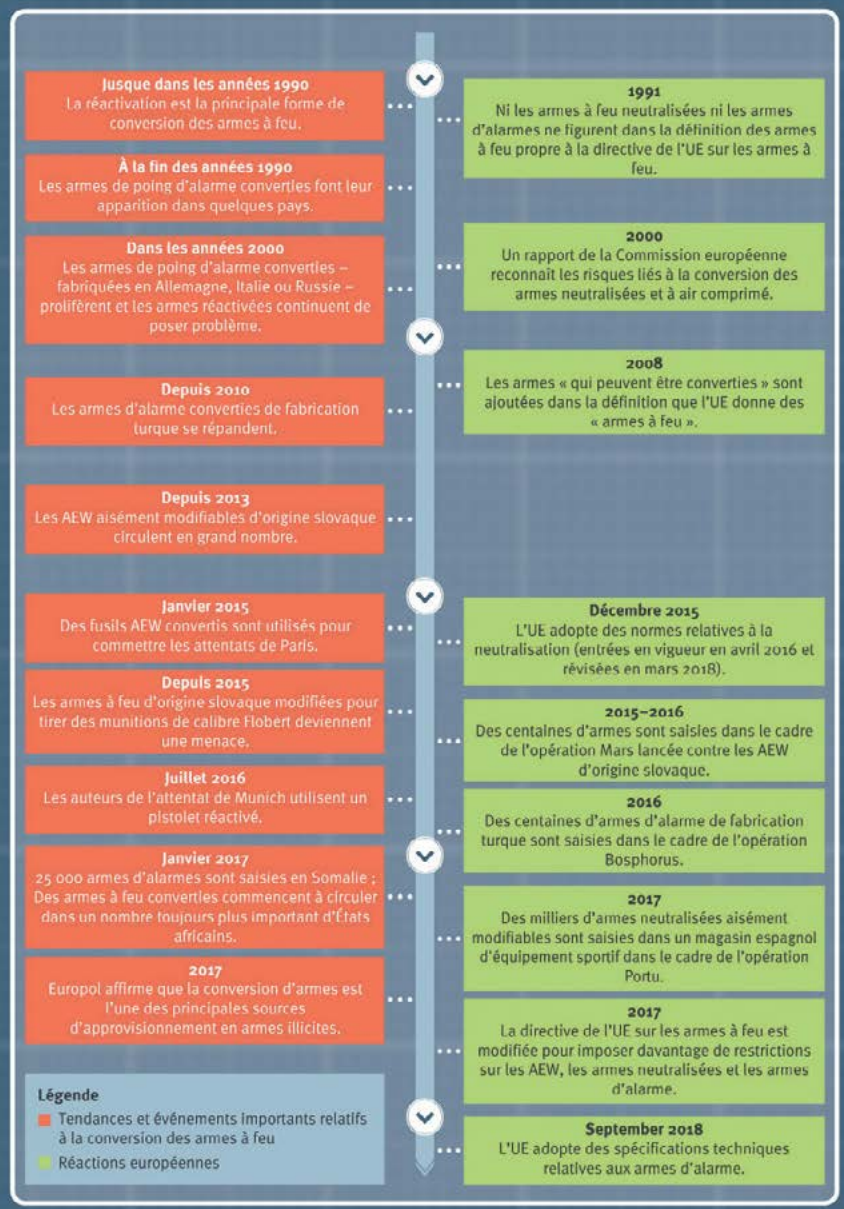 Jusque dans les années 1990
La réactivation est la principale forme de
conversion des armes à feu.
À la fin des années 1990
Les armes de poing d'alarme converties font leur
apparition dans quelques pays.
Dans les années 2000
Les armes de poing d'alarme converties –
fabriquées en Allemagne, Italie ou Russie –
prolifèrent et les armes réactivées continuent de
poser problème.
Depuis 2010
Les armes d'alarme converties de fabrication
turque se répandent.
Depuis 2013
Les AEW aisément modifiables d'origine slovaque
circulent en grand nombre.
Janvier 2015
Des fusils AEW convertis sont utilisés pour
commettre les attentats de Paris.
Depuis 2015
Les armes à feu d'origine slovaque modifiées pour
tirer des munitions de calibre Flobert deviennent
une menace.
Juillet 2016
Les auteurs de l'attentat de Munich utilisent un
pistolet réactivé.
Janvier 2017
25 000 armes d'alarmes sont saisies en Somalie ;
Des armes à feu converties commencent à circuler
dans un nombre toujours plus important d'États
africains.
2017
Europol affirme que la conversion d'armes est
l'une des principales sources
d'approvisionnement en armes illicites.
Légende
Tendances et événements importants relatifs
à la conversion des armes à feu
Réactions européennes
1991
Ni les armes à feu neutralisées ni les armes
d'alarmes ne figurent dans la définition des armes
à feu propre à la directive de l'UE sur les armes à
feu.
2000
Un rapport de la Commission européenne
reconnaît les risques liés à la conversion des
armes neutralisées et à air comprimé.
2008
Les armes « qui peuvent être converties » sont
ajoutées dans la définition que l'UE donne des
« armes à feu ».
Décembre 2015
L'UE adopte des normes relatives à la
neutralisation (entrées en vigueur en avril 2016 et
révisées en mars 2018).
2015–2016
Des centaines d'armes sont saisies dans le cadre
de l'opération Mars lancée contre les AEW
d'origine slovaque.
2016
Des centaines d'armes d'alarme de fabrication
turque sont saisies dans le cadre de l'opération
Bosphorus.
2017
Des milliers d'armes neutralisées aisément
modifiables sont saisies dans un magasin espagnol
d'équipement sportif dans le cadre de l'opération
Portu.
2017
La directive de l'UE sur les armes à feu est
modifiée pour imposer davantage de restrictions
sur les AEW, les armes neutralisées et les armes
d'alarme.
September 2018
L'UE adopte des spécifications techniques
relatives aux armes d'alarme.